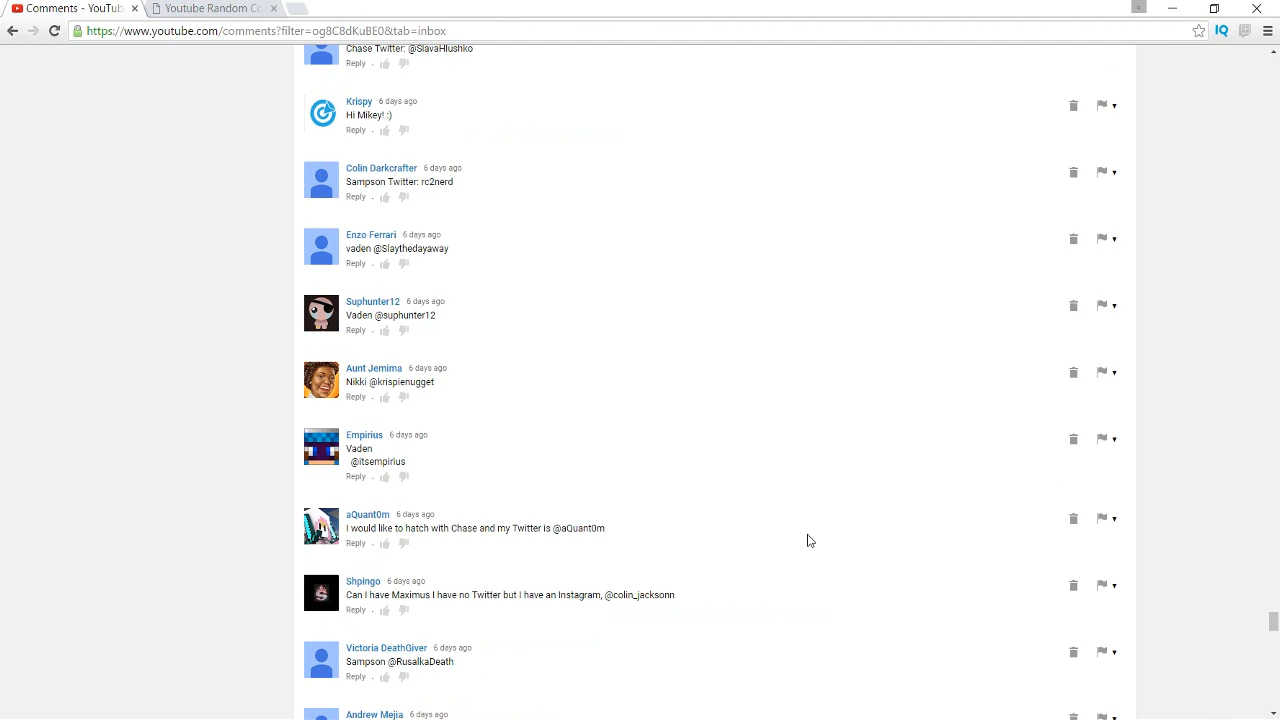 Comments - YouTub
Youtube Random Co
https://www.youtube.com/comments?filter=og8C8dKuBE0&tab=inbox
IQ
Chase Twitter: @SlavaHlushko
Reply
Krispy 6 days ago
Hi Mikey! :)
Reply
Colin Darkcrafter 6 days ago
Sampson Twitter: rc2nerd
Reply
Enzo Ferrari 6 days ago
vaden @Slaythedayaway
Reply
Suphunter12 6 days ago
Vaden @suphunter12
Reply
Aunt Jemima 6 days ago
Nikki @krispienugget
Reply
Empirius 6 days ago
Vaden
@itsempirius
Reply
aQuant0m 6 days ago
I would like to hatch with Chase and my Twitter is @aQuant0m
Reply
Shpingo 6 days ago
Can I have Maximus I have no Twitter but I have an Instagram, @colin_jacksonn
Reply
Victoria DeathGiver 6 days ago
Sampson @RusalkaDeath
Reply
Andrew Mejia 6 days ago